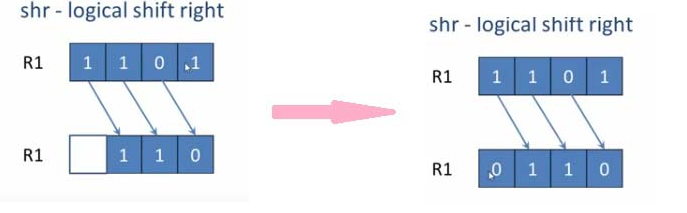 shr - logical shift right
R1 1 1 0 1
R1 1 1 0
shr - logical shift right
R1 1 1 0 1
R1 0 1 1 0